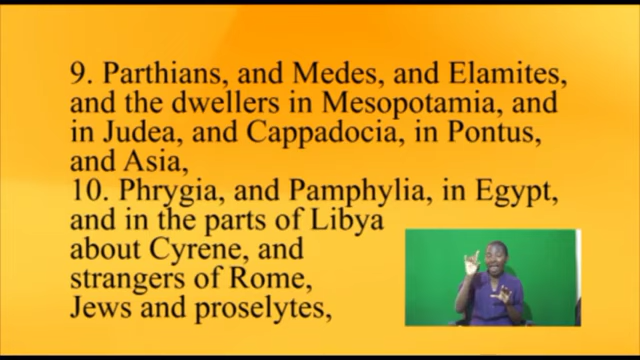 9. Parthians, and Medes, and Elamites,
and the dwellers in Mesopotamia, and
in Judea, and Cappadocia, in Pontus,
and Asia,
10. Phrygia, and Pamphylia, in Egypt,
and in the parts of Libya
about Cyrene, and
strangers of Rome,
Jews and proselytes,